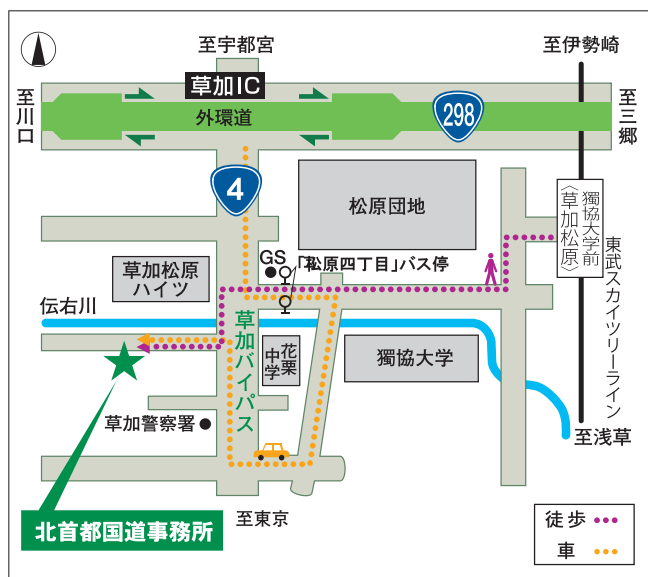 至宇都宮
至伊勢崎
草加IC
至川口
外環道
298
至三郷
4
松原団地
獨協大学前
〈草加松原〉
東武スカイツリーライン
GS
「松原四丁目」バス停
草加松原
ハイツ
伝右川
草加バイパス
花栗
中学
獨協大学
草加警察署
至浅草
北首都国道事務所
至東京
徒歩
車